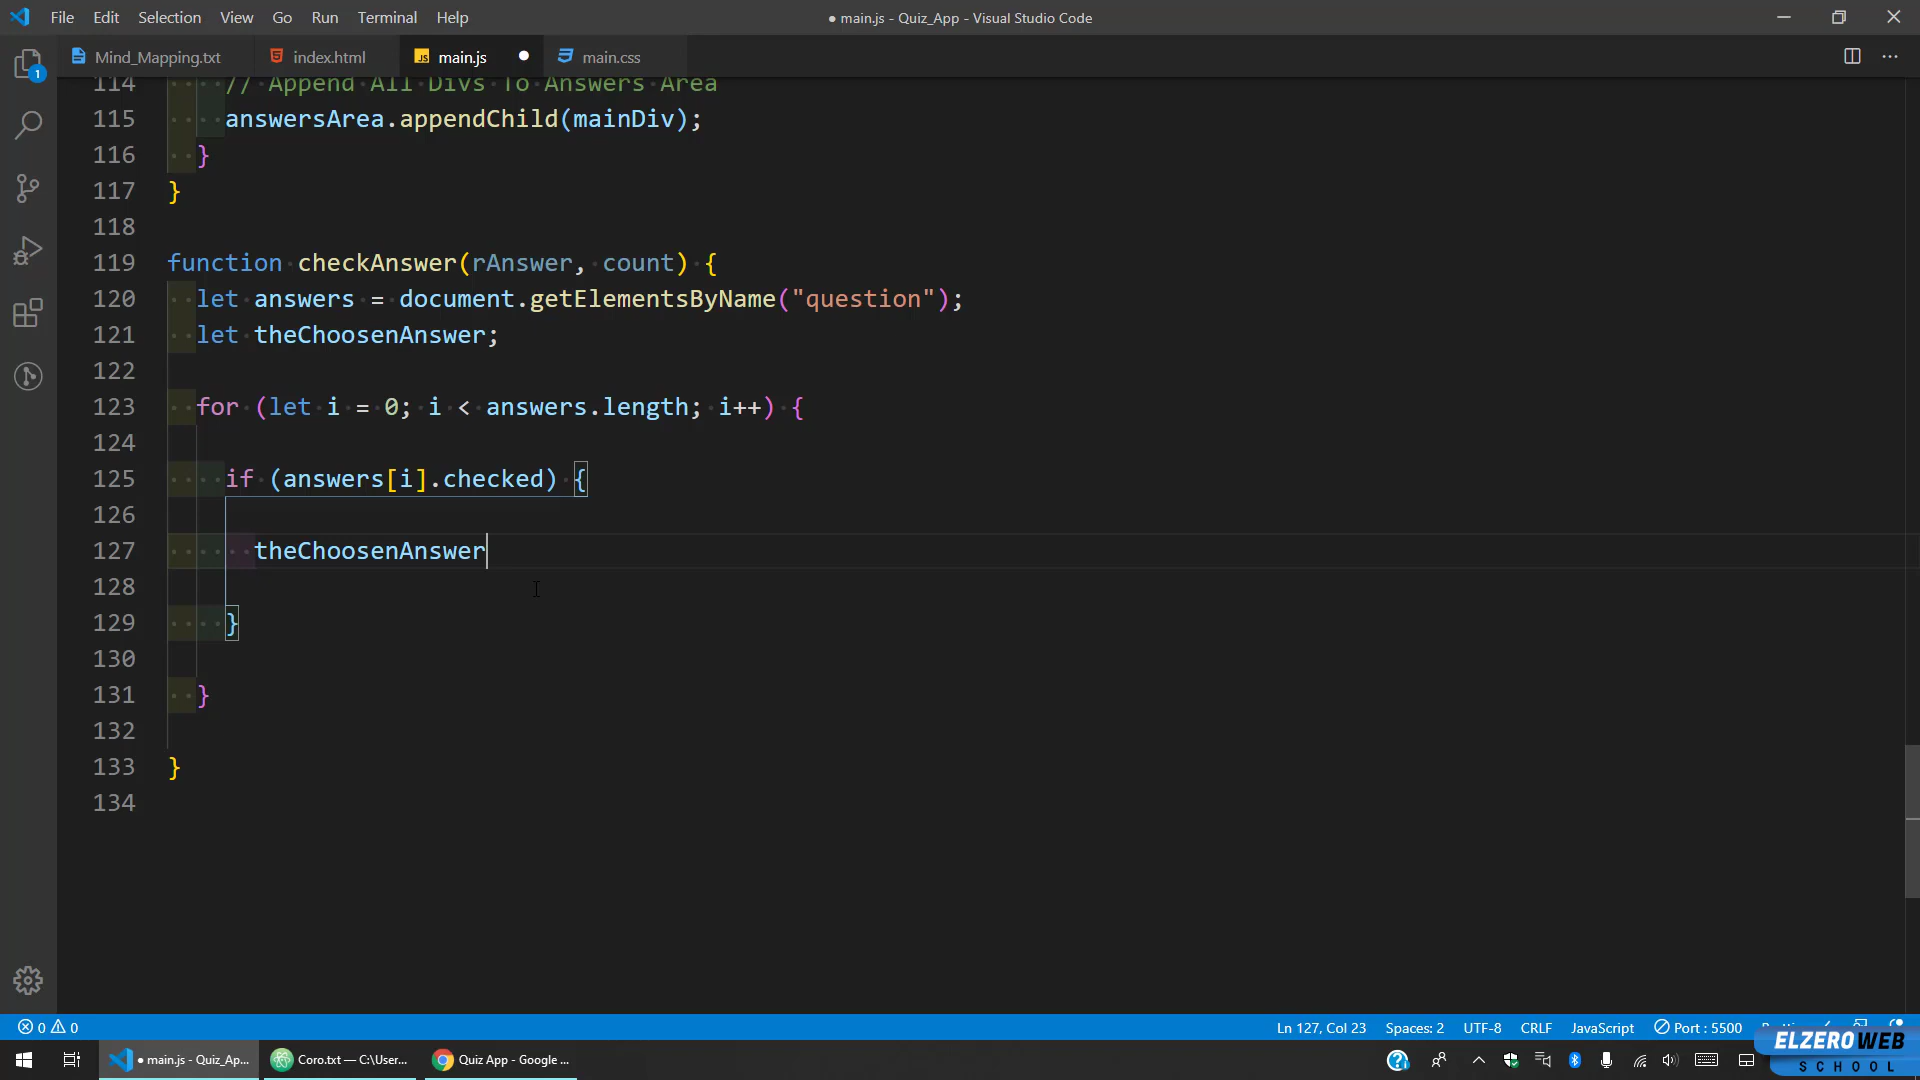 File Edit Selection View Go Run Terminal Help
● main.js - Quiz_App - Visual Studio Code
1
Mind_Mapping.txt
index.html
JS main.js
main.css
114 // Append All Divs To Answers Area
115 answersArea.appendChild(mainDiv);
116 }
117 }
118
119 function checkAnswer(rAnswer, count) {
120 let answers = document.getElementsByName("question");
121 let theChoosenAnswer;
122
123 for (let i = 0; i < answers.length; i++) {
124
125 if (answers[i].checked) {
126
127 theChoosenAnswer
128
129 }
130
131 }
132
133 }
134
0 0
Ln 127, Col 23
Spaces: 2
UTF-8
CRLF
JavaScript
Port : 5500
● main.js - Quiz_Ap...
Coro.txt — C:\User...
Quiz App - Google ...
ELZEROWEB
SCHOOL